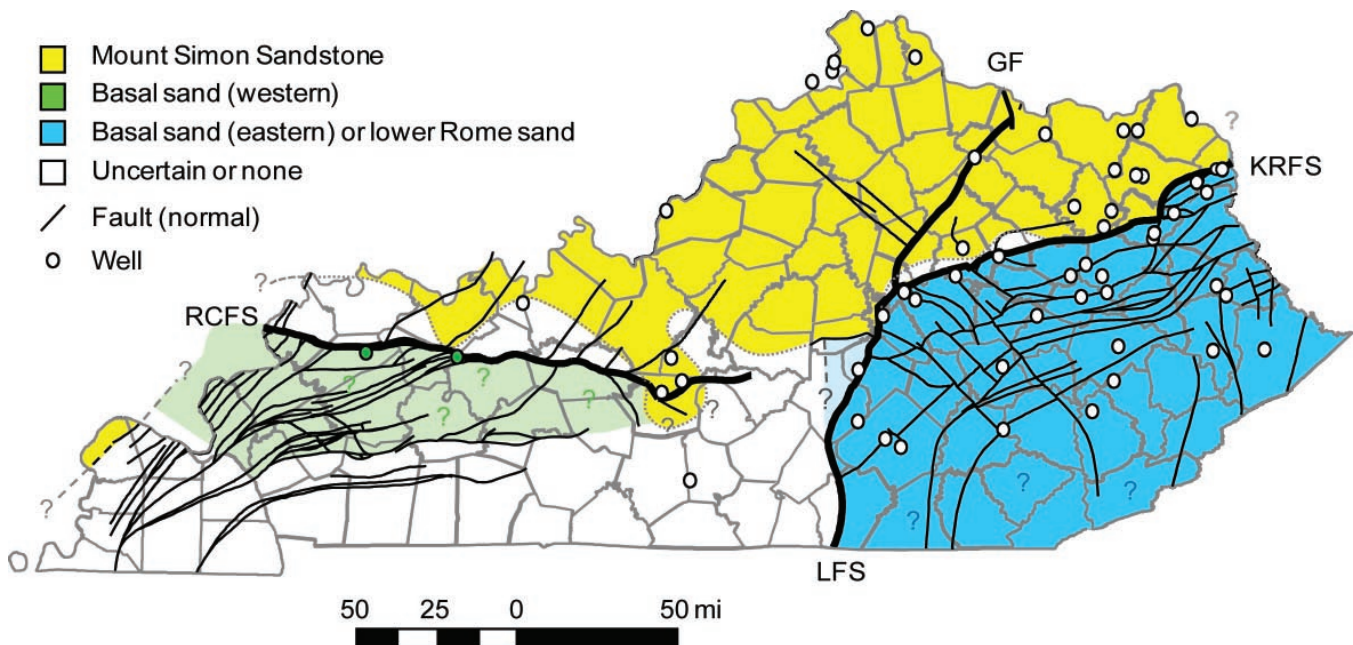 Mount Simon Sandstone
Basal sand (western)
Basal sand (eastern) or lower Rome sand
Uncertain or none
Fault (normal)
Well
GF
?
KRFS
?
RCFS
?
?
?
?
?
?
?
?
?
?
?
?
?
LFS
50 25 0 50 mi